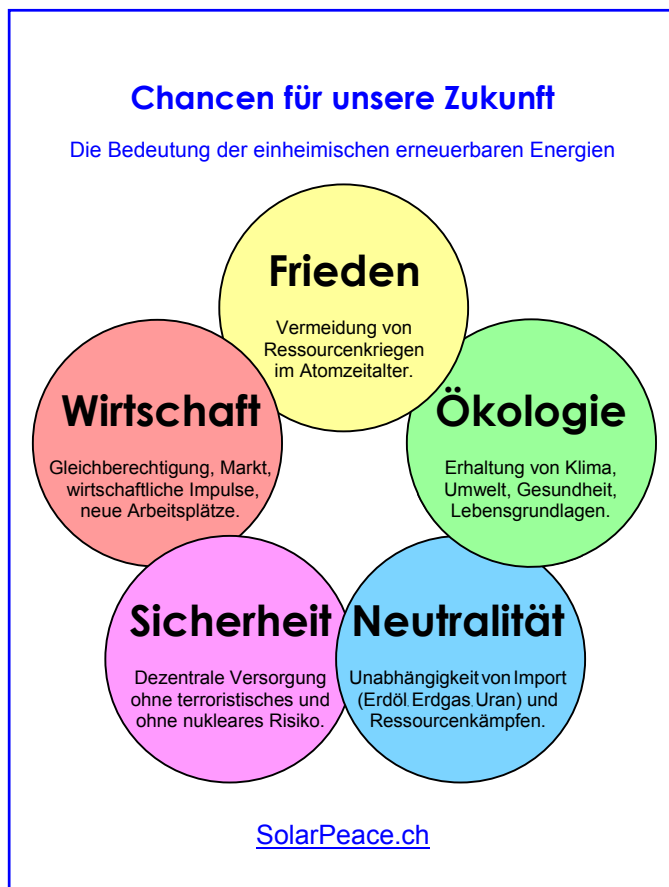 Chancen für unsere Zukunft
Die Bedeutung der einheimischen erneuerbaren Energien
Frieden
Vermeidung von
Ressourcenkriegen
im Atomzeitalter.
Wirtschaft
Gleichberechtigung, Markt,
wirtschaftliche Impulse,
neue Arbeitsplätze.
Ökologie
Erhaltung von Klima,
Umwelt, Gesundheit,
Lebensgrundlagen.
Sicherheit
Dezentrale Versorgung
ohne terroristisches und
ohne nukleares Risiko.
Neutralität
Unabhängigkeit von Import
(Erdöl, Erdgas, Uran) und
Ressourcenkämpfen.
SolarPeace.ch